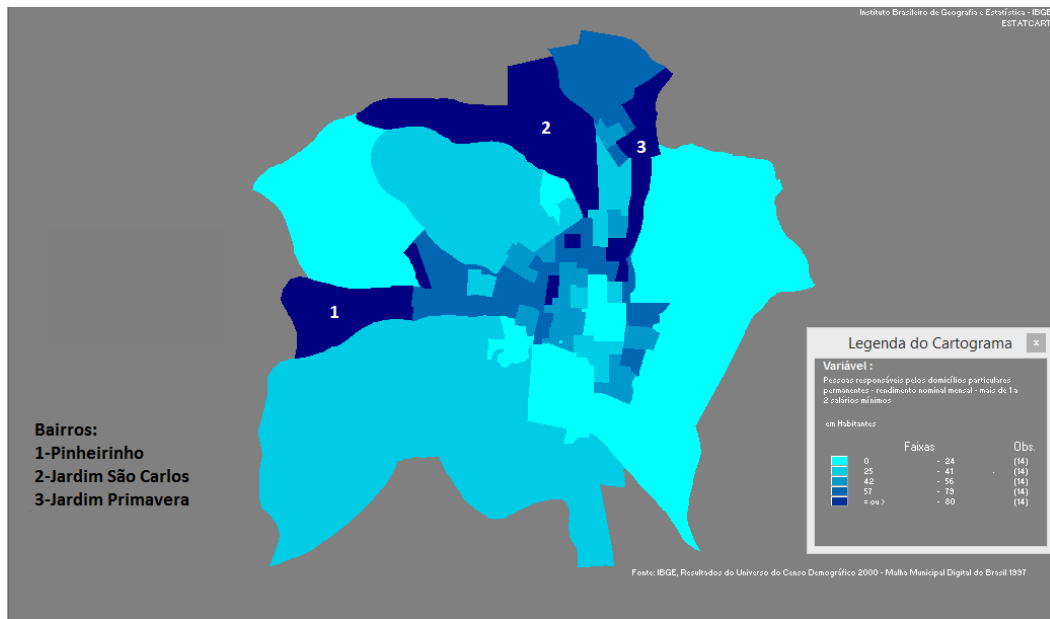 Instituto Brasileiro de Geografia e Estatística - IBGE
ESTATCART
2
3
1
Bairros:
1-Pinheirinho
2-Jardim São Carlos
3-Jardim Primavera
Legenda do Cartograma x
Variável :
Pessoas responsáveis pelos domicílios particulares
permanentes - rendimento nominal mensal - mais de 1 a
2 salários mínimos
em Habitantes
Faixas Obs.
0 - 24 (14)
25 - 41 . (14)
42 - 56 (14)
57 - 79 (14)
= ou > - 80 (14)
Fonte: IBGE, Resultados do Universo do Censo Demográfico 2000 - Malha Municipal Digital do Brasil 1997